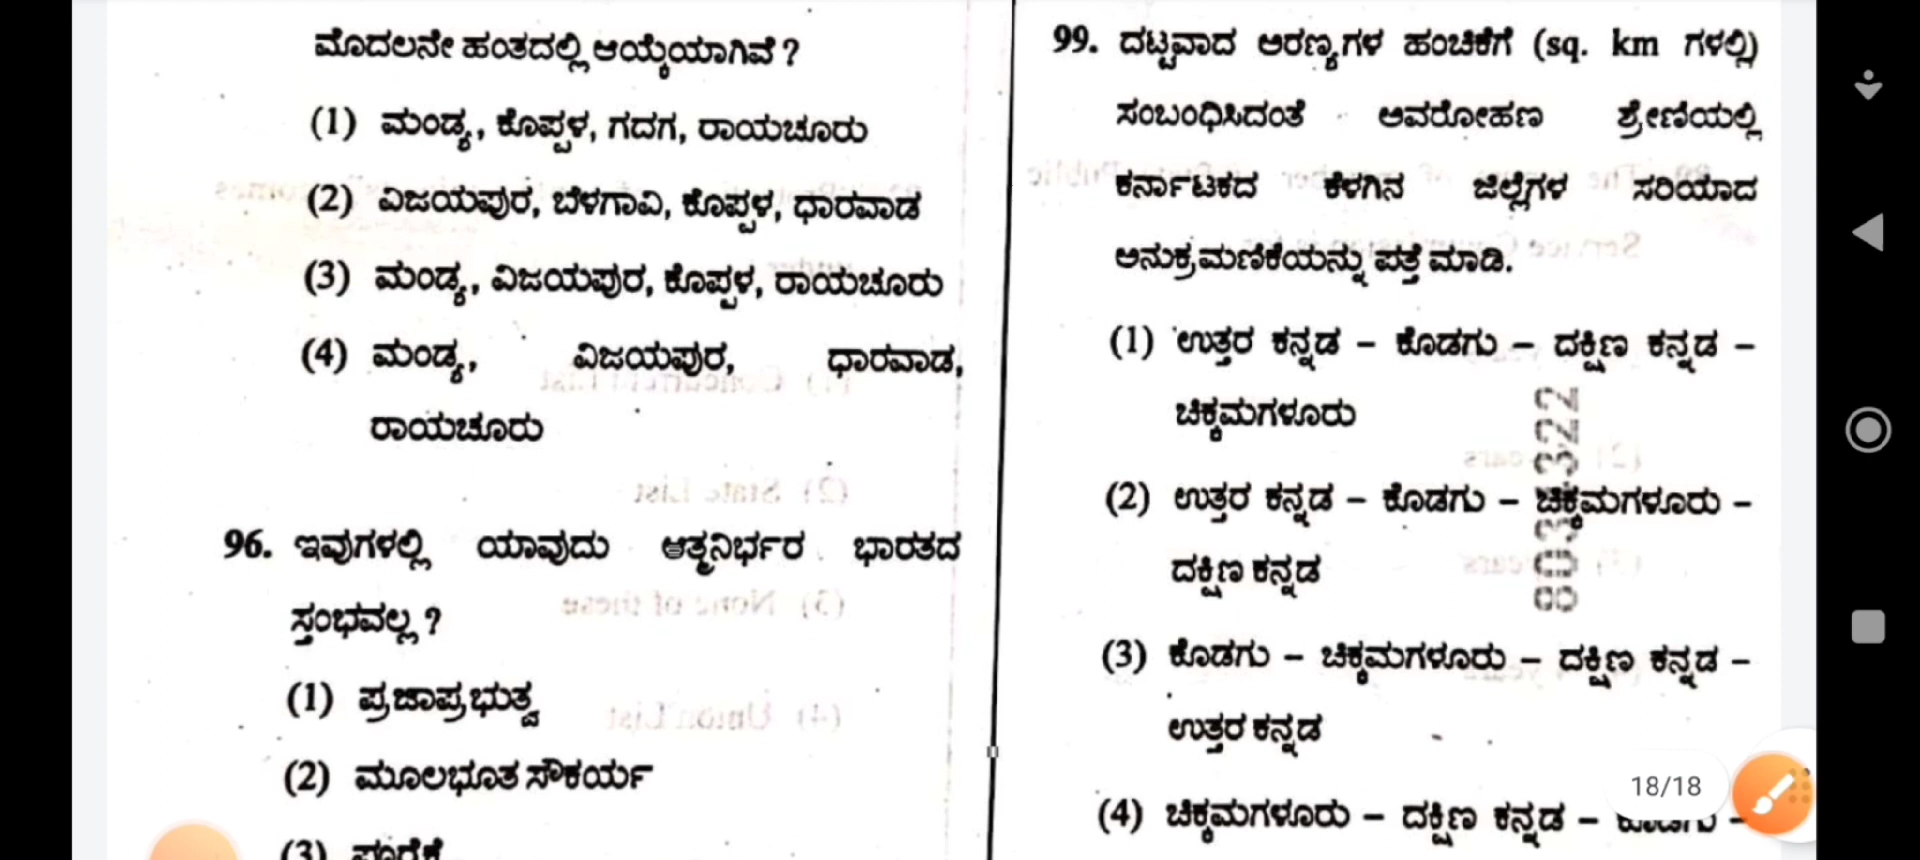 ಮೊದಲನೇ ಹಂತದಲ್ಲಿ ಆಯ್ಕೆಯಾಗಿವೆ ?
(1) ಮಂಡ್ಯ, ಕೊಪ್ಪಳ, ಗದಗ, ರಾಯಚೂರು
(2) ವಿಜಯಪುರ, ಬೆಳಗಾವಿ, ಕೊಪ್ಪಳ, ಧಾರವಾಡ
(3) ಮಂಡ್ಯ, ವಿಜಯಪುರ, ಕೊಪ್ಪಳ, ರಾಯಚೂರು
(4) ಮಂಡ್ಯ, ವಿಜಯಪುರ, ಧಾರವಾಡ,
ರಾಯಚೂರು
96. ಇವುಗಳಲ್ಲಿ ಯಾವುದು ಆತ್ಮನಿರ್ಭರ ಭಾರತದ
ಸ್ತಂಭವಲ್ಲ ?
(1) ಪ್ರಜಾಪ್ರಭುತ್ವ
(2) ಮೂಲಭೂತ ಸೌಕರ್ಯ
(3) ಪೂರೈಕೆ
99. ದಟ್ಟವಾದ ಅರಣ್ಯಗಳ ಹಂಚಿಕೆಗೆ (sq. km ಗಳಲ್ಲಿ)
ಸಂಬಂಧಿಸಿದಂತೆ ಅವರೋಹಣ ಶ್ರೇಣಿಯಲ್ಲಿ
ಕರ್ನಾಟಕದ ಕೆಳಗಿನ ಜಿಲ್ಲೆಗಳ ಸರಿಯಾದ
ಅನುಕ್ರಮಣಿಕೆಯನ್ನು ಪತ್ತೆ ಮಾಡಿ.
(1) ಉತ್ತರ ಕನ್ನಡ – ಕೊಡಗು – ದಕ್ಷಿಣ ಕನ್ನಡ –
ಚಿಕ್ಕಮಗಳೂರು
(2) ಉತ್ತರ ಕನ್ನಡ – ಕೊಡಗು – ಚಿಕ್ಕಮಗಳೂರು –
ದಕ್ಷಿಣ ಕನ್ನಡ
(3) ಕೊಡಗು – ಚಿಕ್ಕಮಗಳೂರು – ದಕ್ಷಿಣ ಕನ್ನಡ –
ಉತ್ತರ ಕನ್ನಡ
(4) ಚಿಕ್ಕಮಗಳೂರು – ದಕ್ಷಿಣ ಕನ್ನಡ – ಕೊಡಗು –
18/18